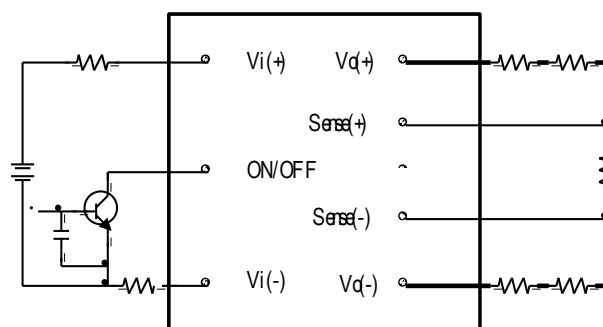 Vi(+) Vo(+)
Sense(+)
ON/OFF
Sense(-)
Vi(-) Vo(-)